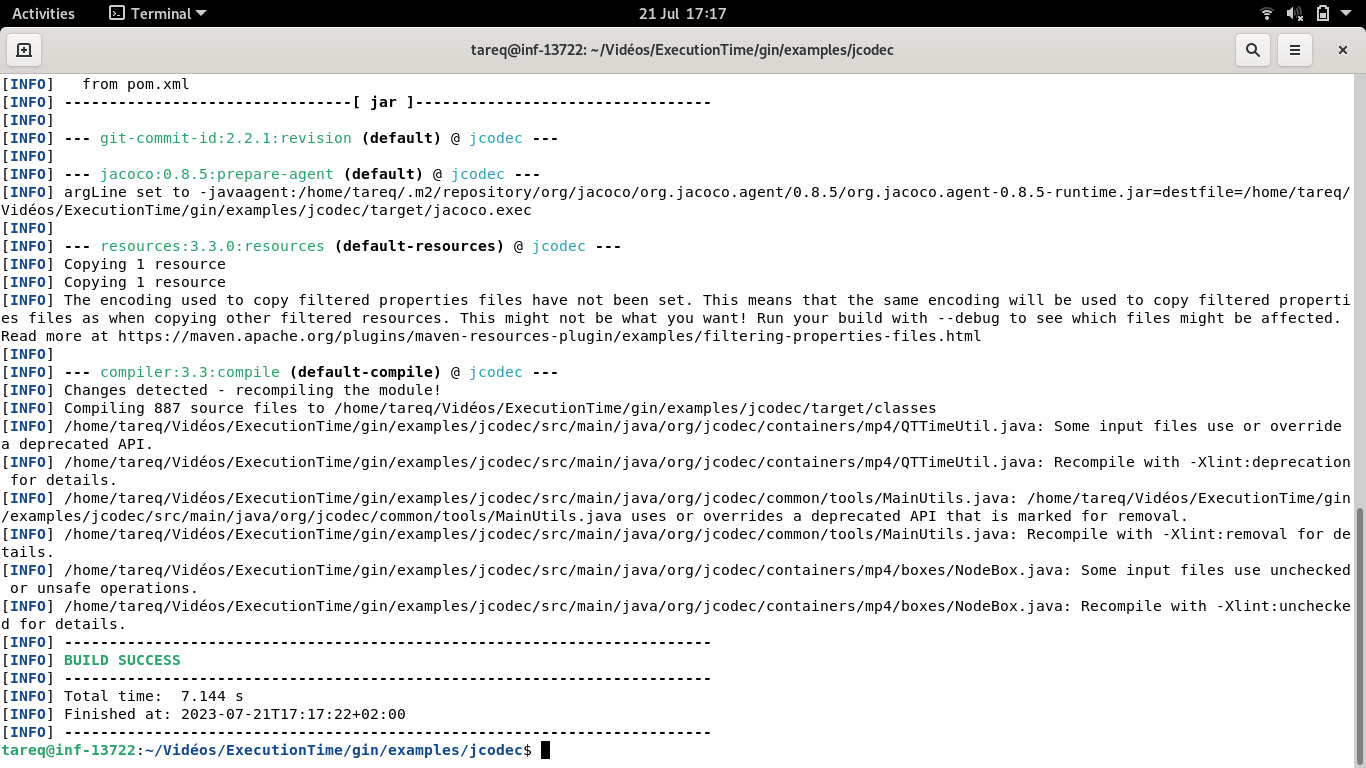 Activities Terminal 21 Jul 17:17
tareq@inf-13722: ~/Vidéos/ExecutionTime/gin/examples/jcodec
[INFO]   from pom.xml
[INFO] --------------------------------[ jar ]---------------------------------
[INFO]
[INFO] --- git-commit-id:2.2.1:revision (default) @ jcodec ---
[INFO]
[INFO] --- jacoco:0.8.5:prepare-agent (default) @ jcodec ---
[INFO] argLine set to -javaagent:/home/tareq/.m2/repository/org/jacoco/org.jacoco.agent/0.8.5/org.jacoco.agent-0.8.5-runtime.jar=destfile=/home/tareq/
Vidéos/ExecutionTime/gin/examples/jcodec/target/jacoco.exec
[INFO]
[INFO] --- resources:3.3.0:resources (default-resources) @ jcodec ---
[INFO] Copying 1 resource
[INFO] Copying 1 resource
[INFO] The encoding used to copy filtered properties files have not been set. This means that the same encoding will be used to copy filtered properti
es files as when copying other filtered resources. This might not be what you want! Run your build with --debug to see which files might be affected.
Read more at https://maven.apache.org/plugins/maven-resources-plugin/examples/filtering-properties-files.html
[INFO]
[INFO] --- compiler:3.3:compile (default-compile) @ jcodec ---
[INFO] Changes detected - recompiling the module!
[INFO] Compiling 887 source files to /home/tareq/Vidéos/ExecutionTime/gin/examples/jcodec/target/classes
[INFO] /home/tareq/Vidéos/ExecutionTime/gin/examples/jcodec/src/main/java/org/jcodec/containers/mp4/QTTimeUtil.java: Some input files use or override
a deprecated API.
[INFO] /home/tareq/Vidéos/ExecutionTime/gin/examples/jcodec/src/main/java/org/jcodec/containers/mp4/QTTimeUtil.java: Recompile with -Xlint:deprecation
 for details.
[INFO] /home/tareq/Vidéos/ExecutionTime/gin/examples/jcodec/src/main/java/org/jcodec/common/tools/MainUtils.java: /home/tareq/Vidéos/ExecutionTime/gin
/examples/jcodec/src/main/java/org/jcodec/common/tools/MainUtils.java uses or overrides a deprecated API that is marked for removal.
[INFO] /home/tareq/Vidéos/ExecutionTime/gin/examples/jcodec/src/main/java/org/jcodec/common/tools/MainUtils.java: Recompile with -Xlint:removal for de
tails.
[INFO] /home/tareq/Vidéos/ExecutionTime/gin/examples/jcodec/src/main/java/org/jcodec/containers/mp4/boxes/NodeBox.java: Some input files use unchecked
 or unsafe operations.
[INFO] /home/tareq/Vidéos/ExecutionTime/gin/examples/jcodec/src/main/java/org/jcodec/containers/mp4/boxes/NodeBox.java: Recompile with -Xlint:unchecke
d for details.
[INFO] ------------------------------------------------------------------------
[INFO] BUILD SUCCESS
[INFO] ------------------------------------------------------------------------
[INFO] Total time:  7.144 s
[INFO] Finished at: 2023-07-21T17:17:22+02:00
[INFO] ------------------------------------------------------------------------
tareq@inf-13722:~/Vidéos/ExecutionTime/gin/examples/jcodec$